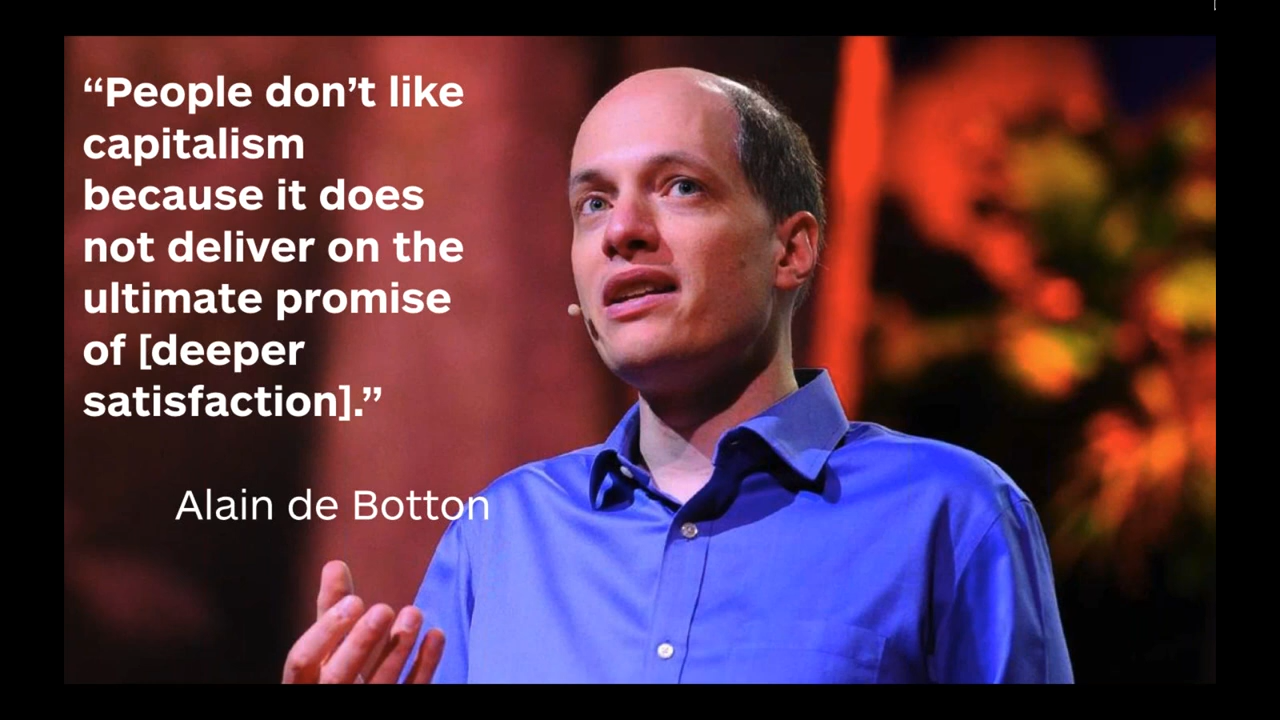 “People don’t like
capitalism
because it does
not deliver on the
ultimate promise
of [deeper
satisfaction].”
Alain de Botton